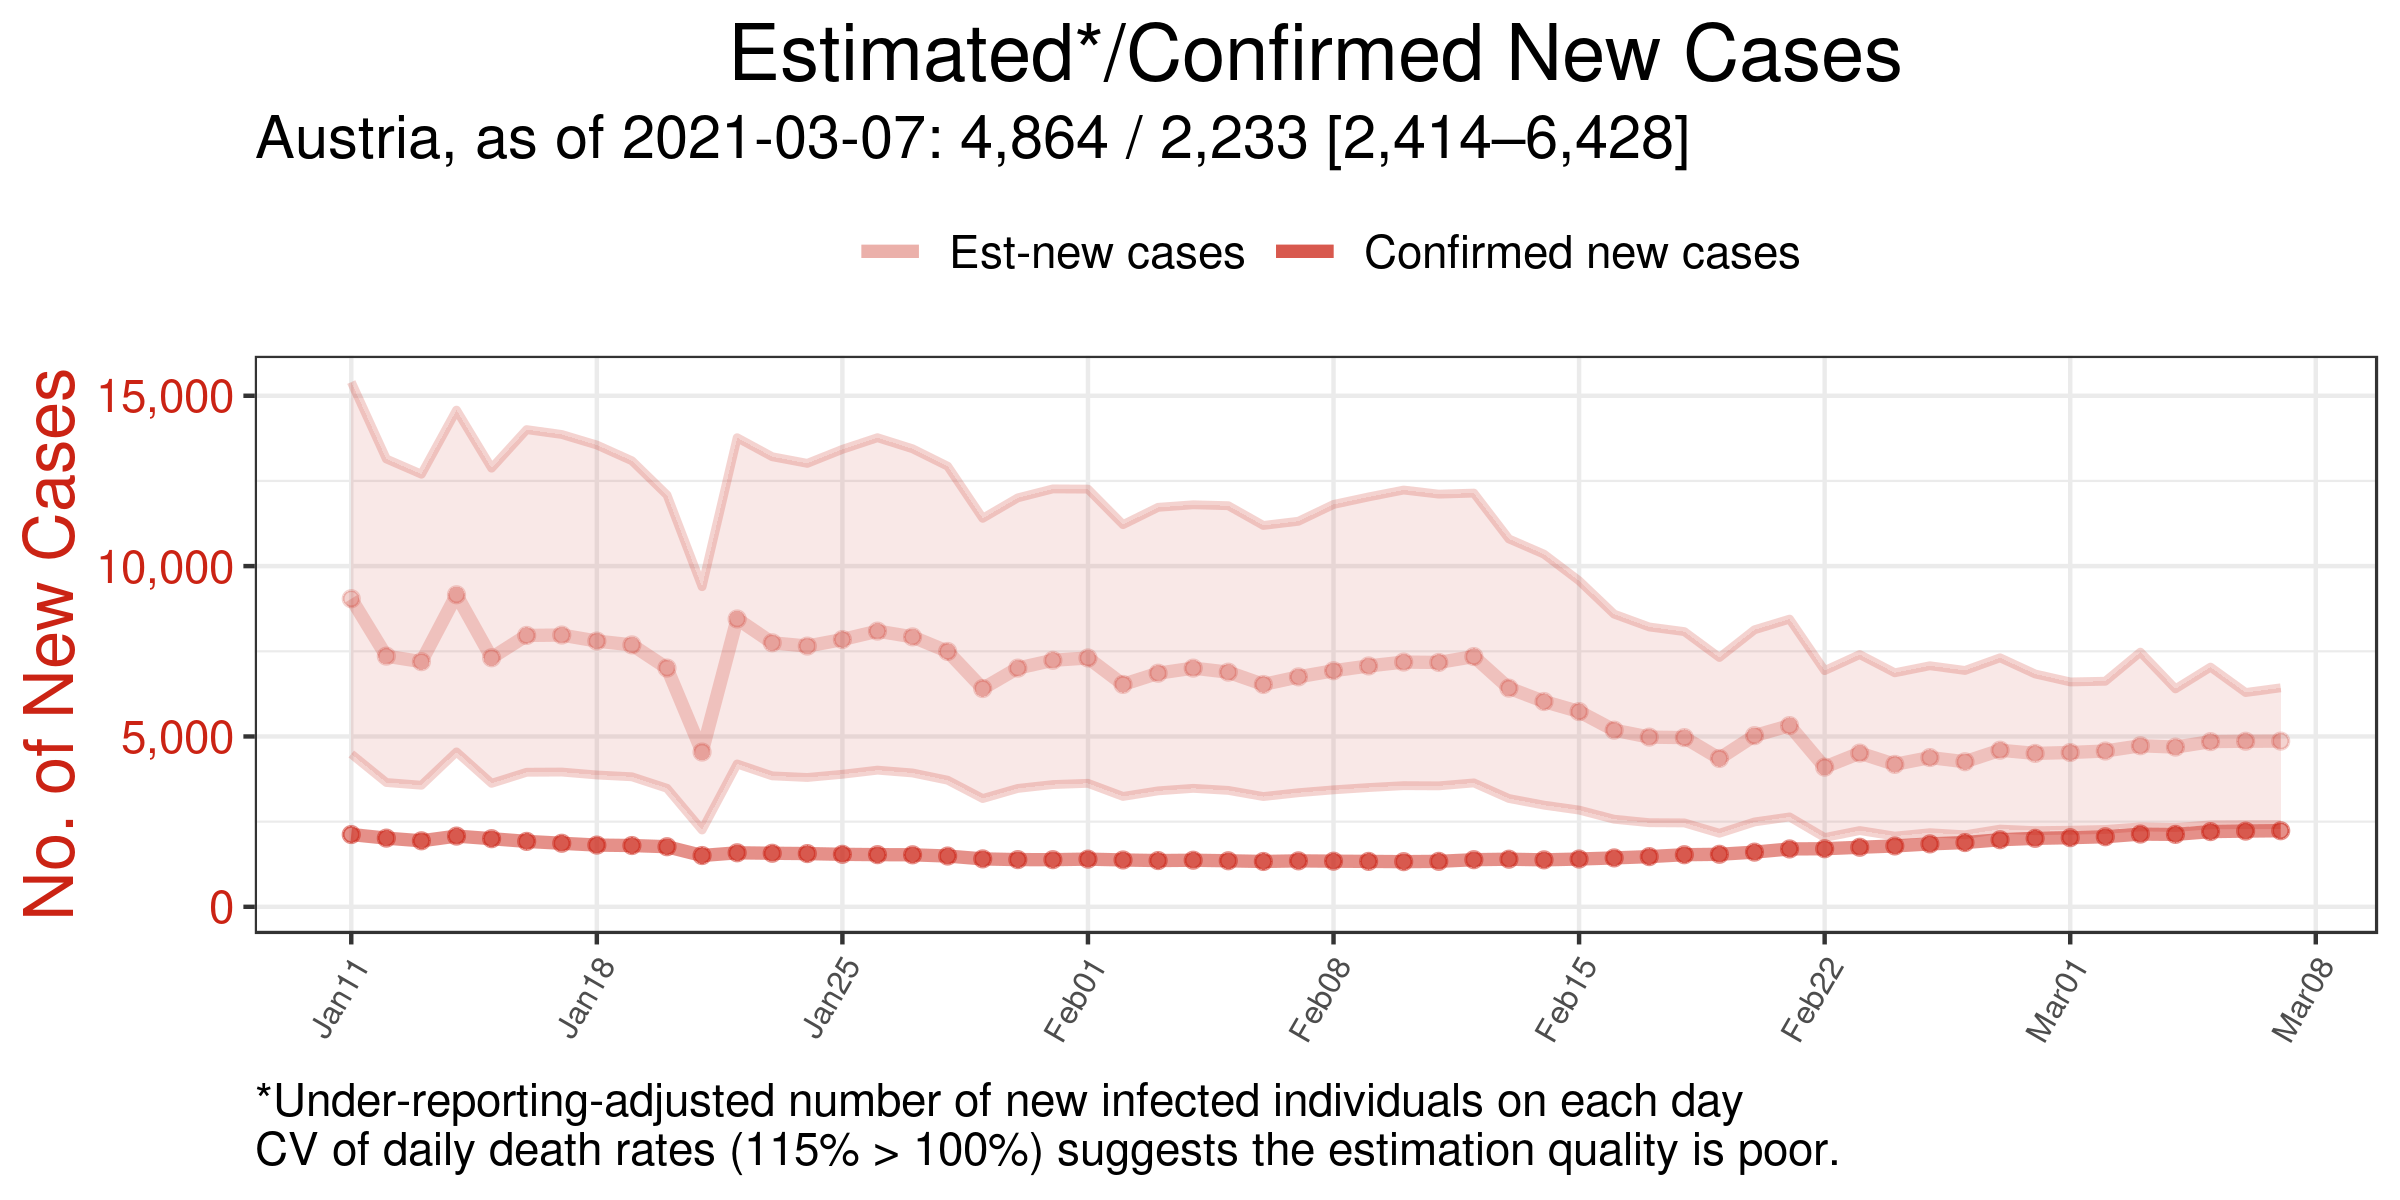 Estimated*/Confirmed New Cases
Austria, as of 2021-03-07: 4,864 / 2,233 [2,414–6,428]
Est-new cases
Confirmed new cases
No. of New Cases
15,000
10,000
5,000
0
Jan11
Jan18
Jan25
Feb01
Feb08
Feb15
Feb22
Mar01
Mar08
*Under-reporting-adjusted number of new infected individuals on each day
CV of daily death rates (115% > 100%) suggests the estimation quality is poor.